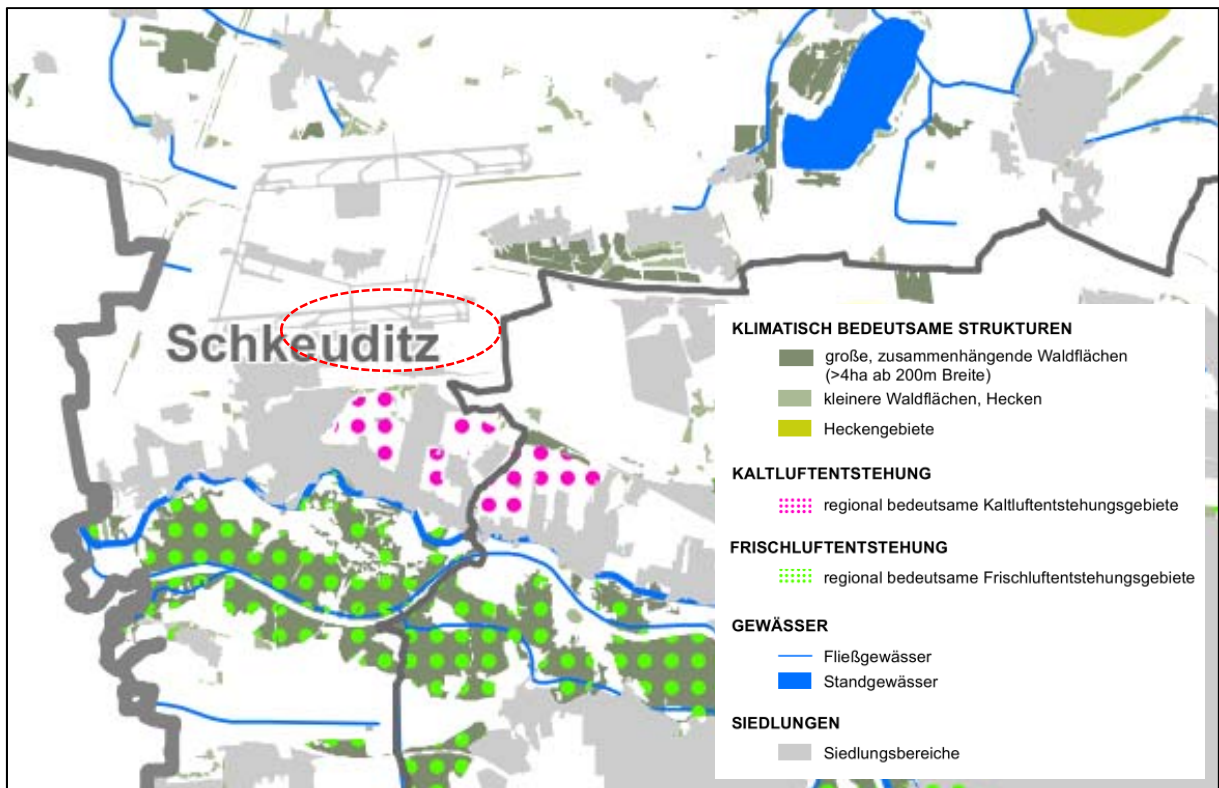 Schkeuditz
KLIMATISCH BEDEUTSAME STRUKTUREN
große, zusammenhängende Waldflächen
(>4ha ab 200m Breite)
kleinere Waldflächen, Hecken
Heckengebiete
KALTLUFTENTSTEHUNG
regional bedeutsame Kaltluftentstehungsgebiete
FRISCHLUFTENTSTEHUNG
regional bedeutsame Frischluftentstehungsgebiete
GEWÄSSER
Fließgewässer
Standgewässer
SIEDLUNGEN
Siedlungsbereiche